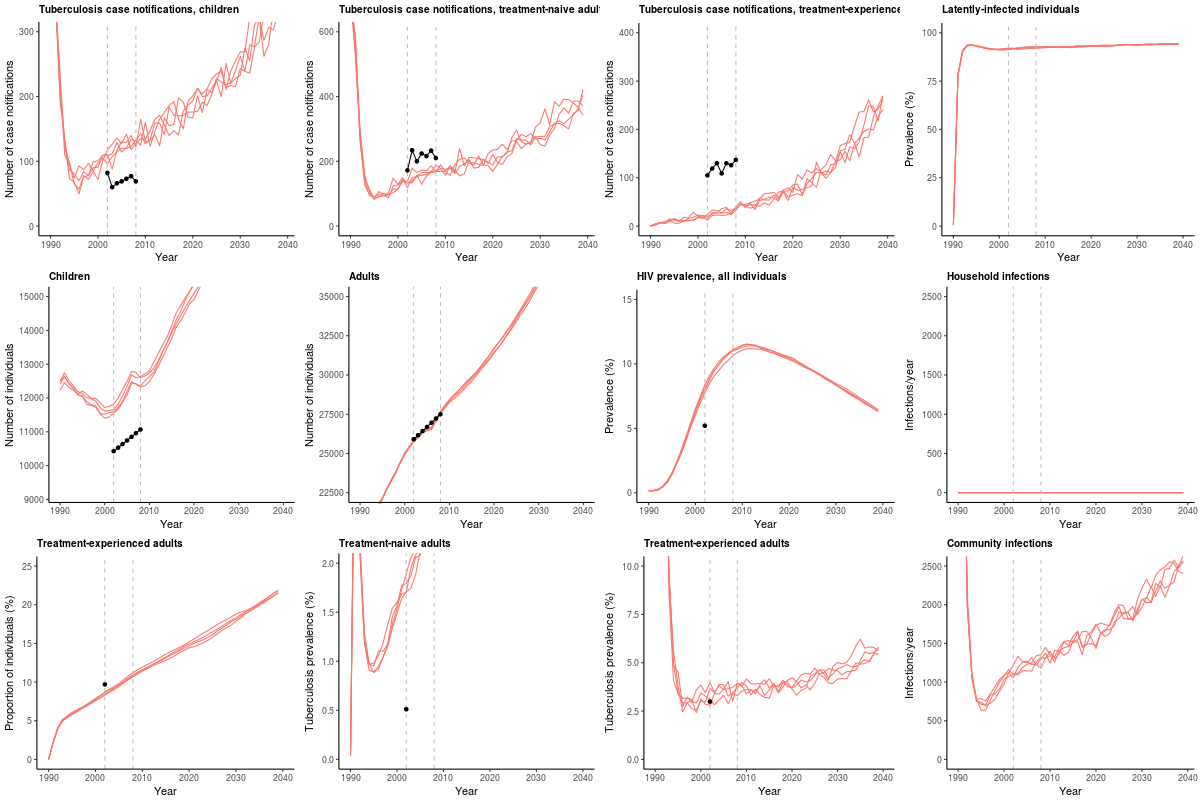 Tuberculosis case notifications, children
Tuberculosis case notifications, treatment-naive adul
Tuberculosis case notifications, treatment-experience
Latently-infected individuals
Number of case notifications
300
200
100
0
1990 2000 2010 2020 2030 2040
Year
Number of case notifications
600
400
200
0
1990 2000 2010 2020 2030 2040
Year
Number of case notifications
400
300
200
100
0
1990 2000 2010 2020 2030 2040
Year
Prevalence (%)
100
75
50
25
0
1990 2000 2010 2020 2030 2040
Year
Children
Adults
HIV prevalence, all individuals
Household infections
Number of individuals
15000
14000
13000
12000
11000
10000
9000
1990 2000 2010 2020 2030 2040
Year
Number of individuals
35000
32500
30000
27500
25000
22500
1990 2000 2010 2020 2030 2040
Year
Prevalence (%)
15
10
5
0
1990 2000 2010 2020 2030 2040
Year
Infections/year
2500
2000
1500
1000
500
0
1990 2000 2010 2020 2030 2040
Year
Treatment-experienced adults
Treatment-naive adults
Treatment-experienced adults
Community infections
Proportion of individuals (%)
25
20
15
10
5
0
1990 2000 2010 2020 2030 2040
Year
Tuberculosis prevalence (%)
2.0
1.5
1.0
0.5
0.0
1990 2000 2010 2020 2030 2040
Year
Tuberculosis prevalence (%)
10.0
7.5
5.0
2.5
0.0
1990 2000 2010 2020 2030 2040
Year
Infections/year
2500
2000
1500
1000
500
0
1990 2000 2010 2020 2030 2040
Year